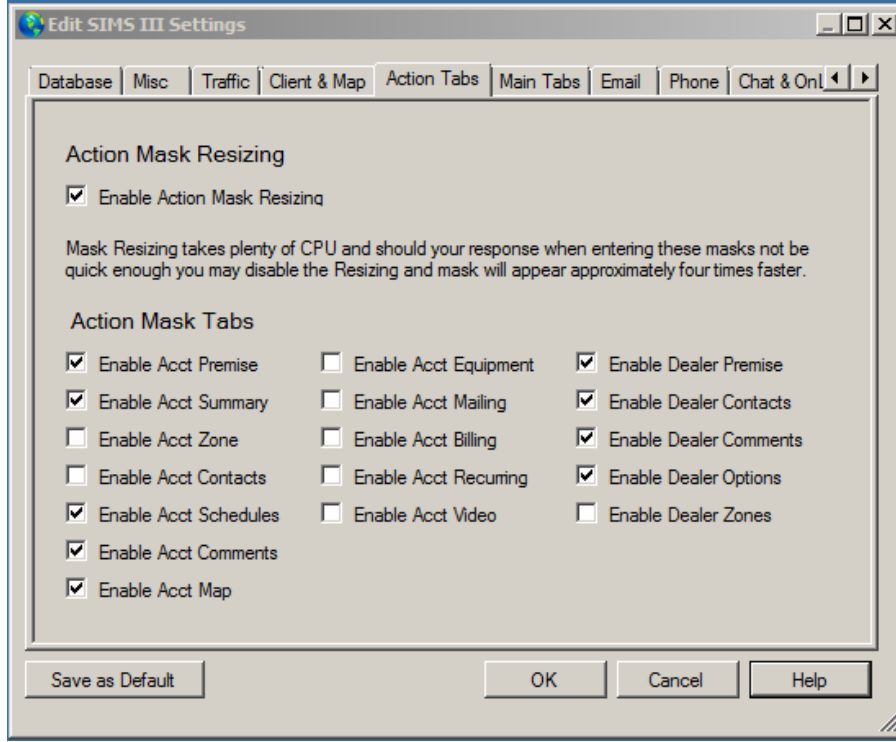 Edit SIMS III Settings
Database Misc Traffic Client & Map Action Tabs Main Tabs Email Phone Chat & OnL
Action Mask Resizing
Enable Action Mask Resizing
Mask Resizing takes plenty of CPU and should your response when entering these masks not be
quick enough you may disable the Resizing and mask will appear approximately four times faster.
Action Mask Tabs
Enable Acct Premise Enable Acct Equipment Enable Dealer Premise
Enable Acct Summary Enable Acct Mailing Enable Dealer Contacts
Enable Acct Zone Enable Acct Billing Enable Dealer Comments
Enable Acct Contacts Enable Acct Recurring Enable Dealer Options
Enable Acct Schedules Enable Acct Video Enable Dealer Zones
Enable Acct Comments
Enable Acct Map
Save as Default OK Cancel Help